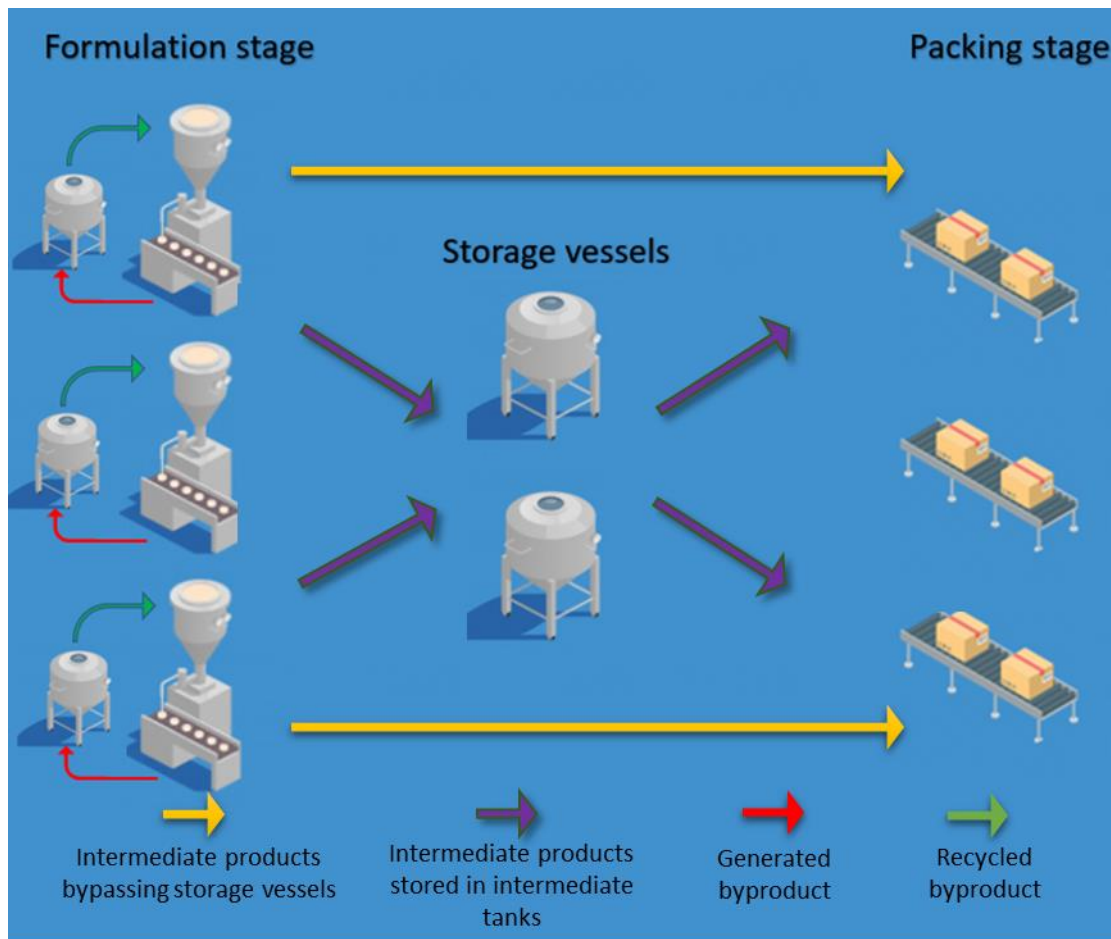 Formulation stage
Packing stage
Storage vessels
Intermediate products
bypassing storage vessels
Intermediate products
stored in intermediate
tanks
Generated
byproduct
Recycled
byproduct